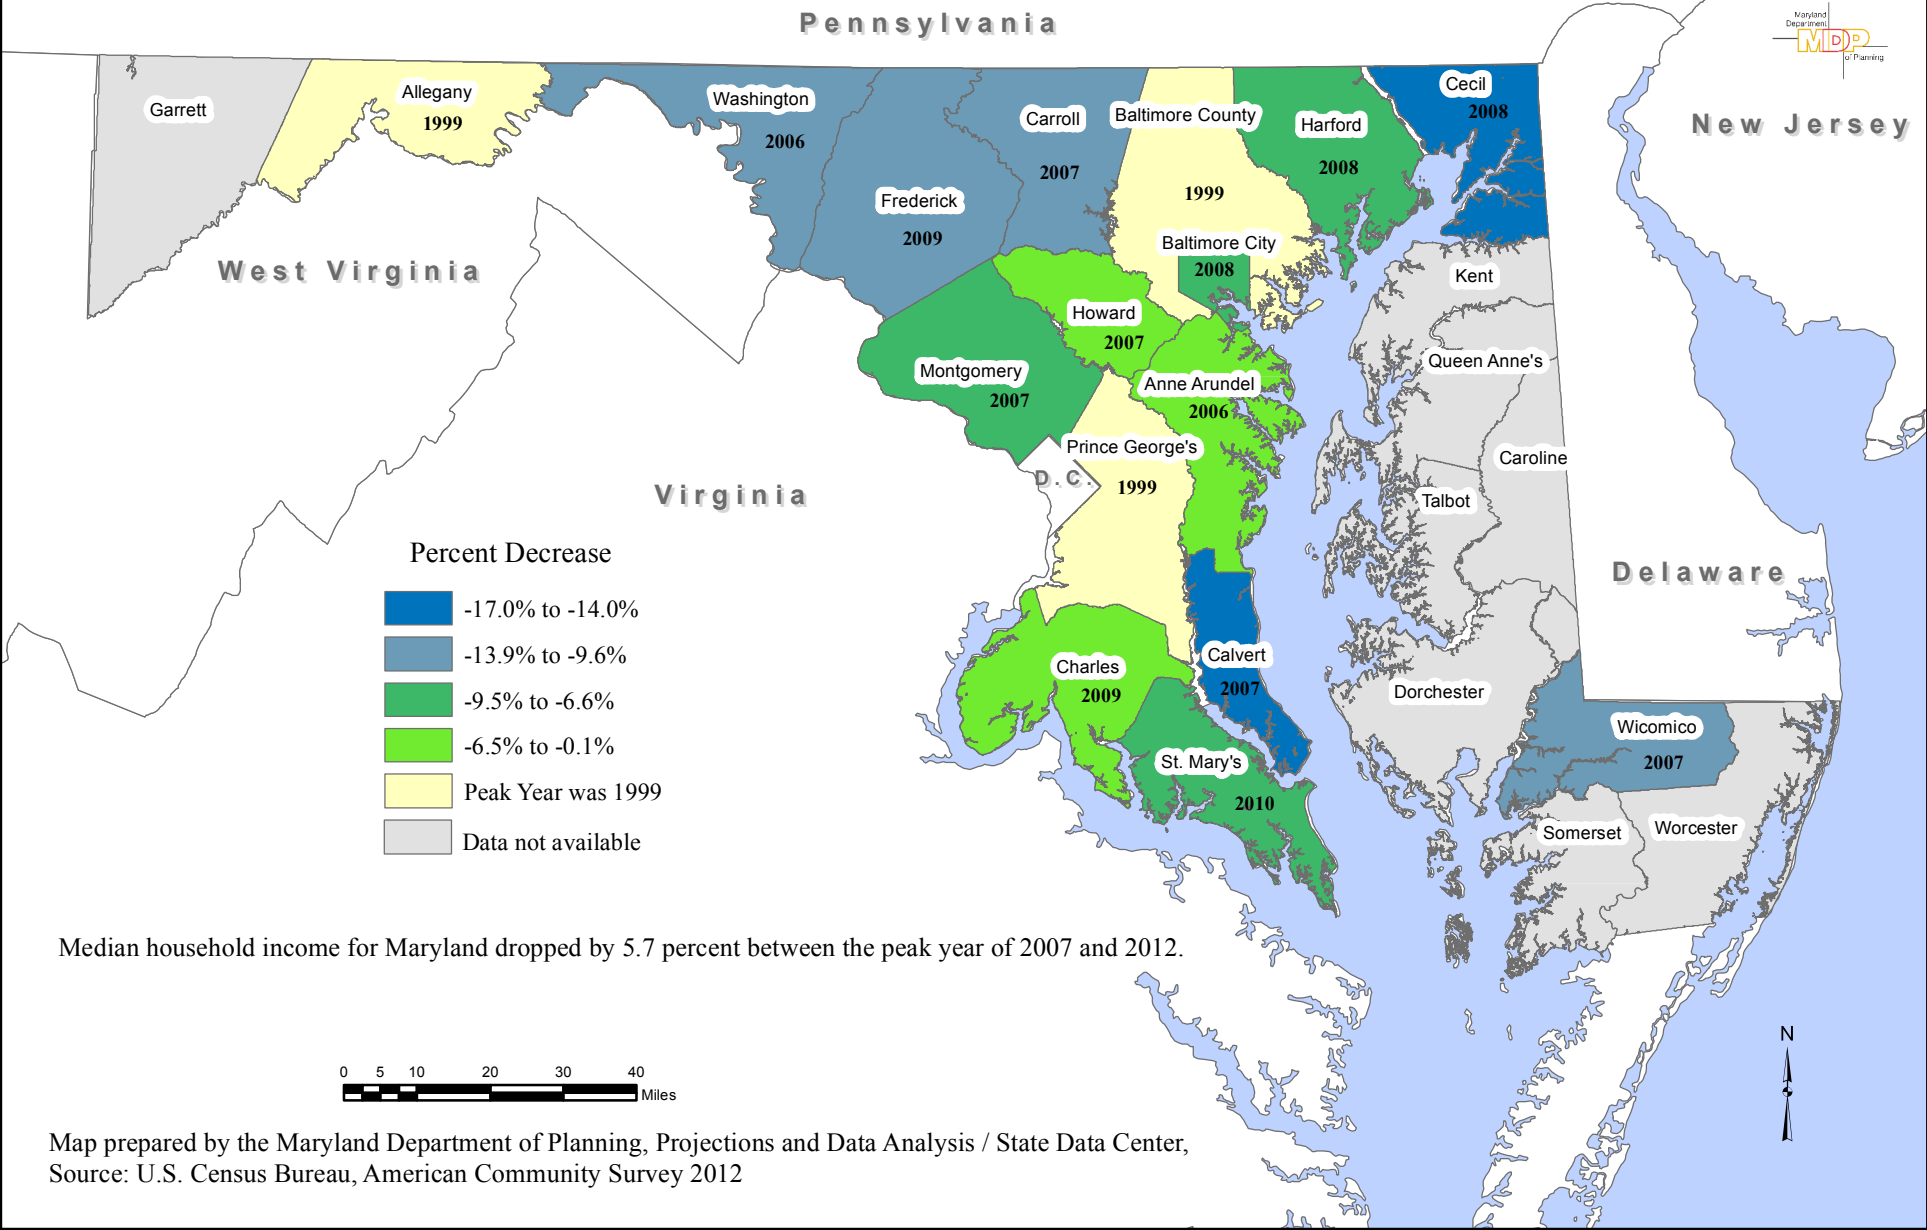 Pennsylvania
Maryland
Department
MDP
of Planning
Garrett
Allegany
1999
Washington
2006
Frederick
2009
Carroll
2007
Baltimore County
1999
Baltimore City
2008
Harford
2008
Cecil
2008
New Jersey
West Virginia
Kent
Howard
2007
Montgomery
2007
Anne Arundel
2006
Queen Anne's
Prince George's
1999
D.C.
Caroline
Talbot
Virginia
Delaware
Percent Decrease
-17.0% to -14.0%
-13.9% to -9.6%
-9.5% to -6.6%
-6.5% to -0.1%
Peak Year was 1999
Data not available
Charles
2009
Calvert
2007
St. Mary's
2010
Dorchester
Wicomico
2007
Somerset
Worcester
Median household income for Maryland dropped by 5.7 percent between the peak year of 2007 and 2012.
N
0 5 10 20 30 40
Miles
Map prepared by the Maryland Department of Planning, Projections and Data Analysis / State Data Center,
Source: U.S. Census Bureau, American Community Survey 2012